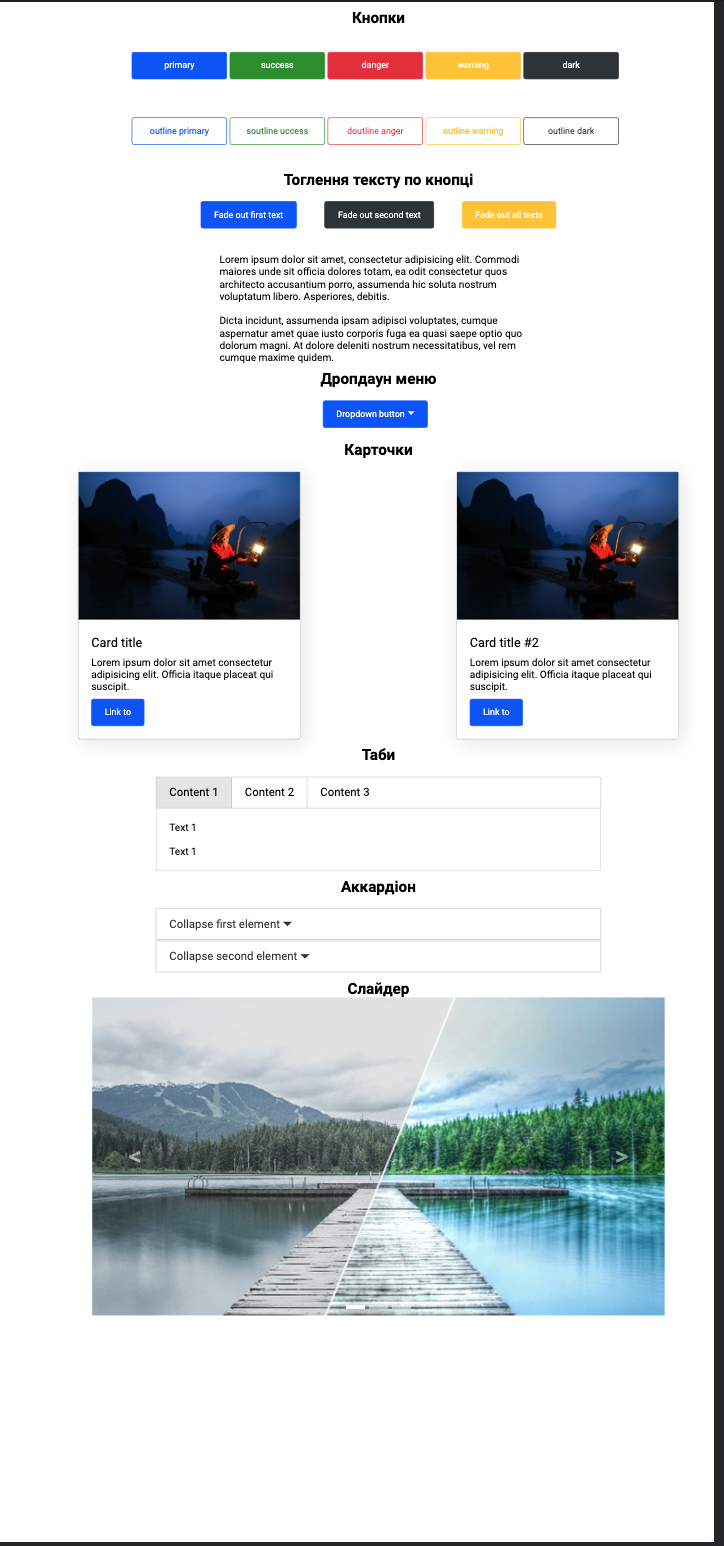 Кнопки
primary success danger warning dark
outline primary soutline uccess doutline anger outline warning outline dark
Тоглення тексту по кнопці
Fade out first text Fade out second text Fade out all texts
Lorem ipsum dolor sit amet, consectetur adipisicing elit. Commodi
maiores unde sit officia dolores totam, ea odit consectetur quos
architecto accusantium porro, assumenda hic soluta nostrum
voluptatum libero. Asperiores, debitis.
Dicta incidunt, assumenda ipsam adipisci voluptates, cumque
aspernatur amet quae iusto corporis fuga ea quasi saepe optio quo
dolorum magni. At dolore deleniti nostrum necessitatibus, vel rem
cumque maxime quidem.
Дропдаун меню
Dropdown button
Карточки
Card title
Lorem ipsum dolor sit amet consectetur
adipisicing elit. Officia itaque placeat qui
suscipit.
Link to
Card title #2
Lorem ipsum dolor sit amet consectetur
adipisicing elit. Officia itaque placeat qui
suscipit.
Link to
Таби
Content 1 Content 2 Content 3
Text 1
Text 1
Аккардіон
Collapse first element
Collapse second element
Слайдер
< >